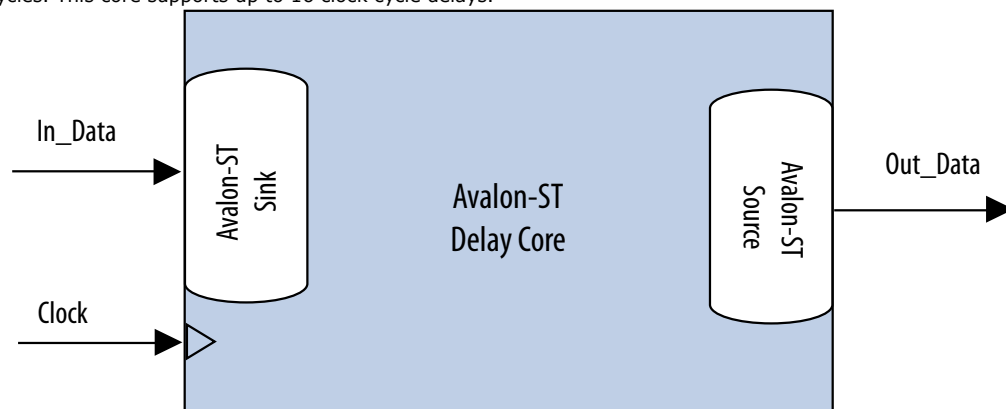 ycles. This core supports up to 16 clock cycle delays.
In_Data
Avalon-ST
Sink
Avalon-ST
Delay Core
Avalon-ST
Source
Out_Data
Clock